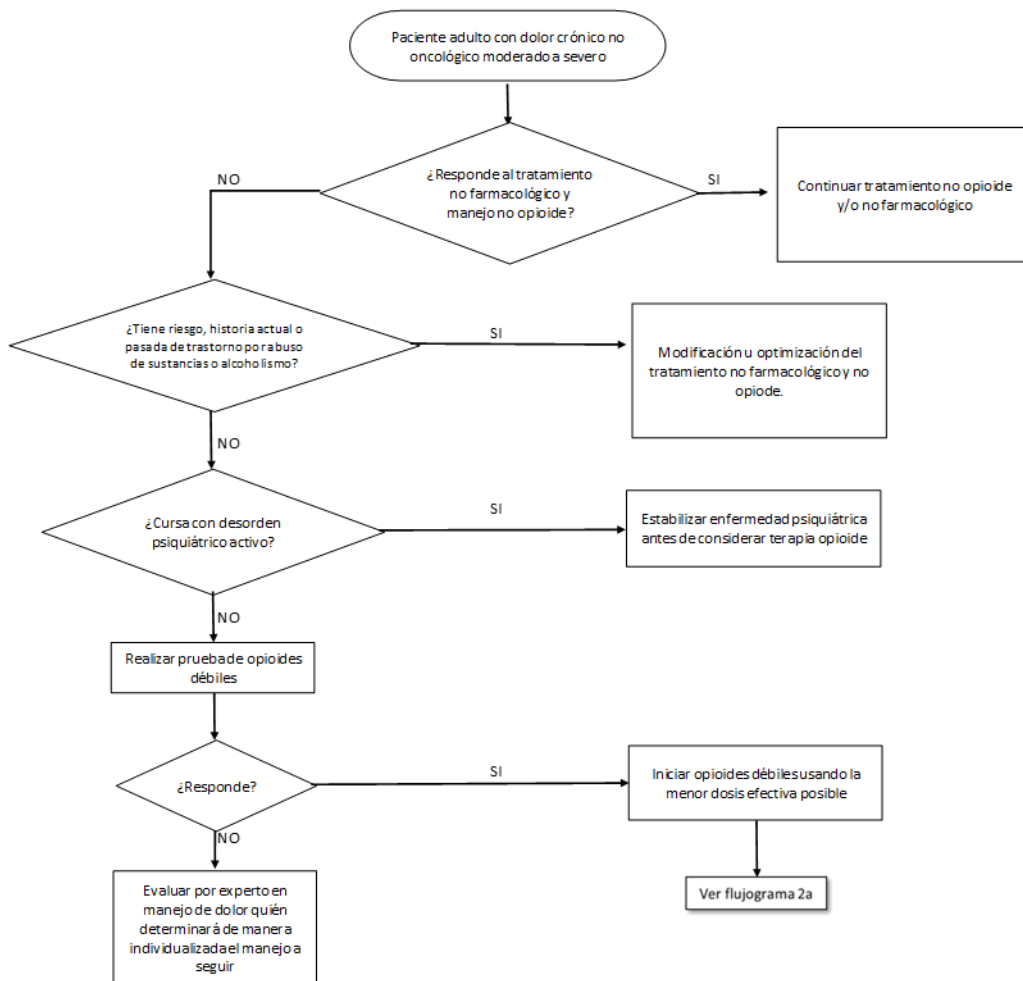 Paciente adulto con dolor crónico no
oncológico moderado a severo
¿Responde al tratamiento
no farmacológico y
manejo no opioide?
NO
SI
Continuar tratamiento no opioide
y/o no farmacológico
¿Tiene riesgo, historia actual o
pasada de trastorno por abuso
de sustancias o alcoholismo?
SI
Modificación u optimización del
tratamiento no farmacológico y no
opiode.
NO
¿Cursa con desorden
psiquiátrico activo?
SI
Estabilizar enfermedad psiquiátrica
antes de considerar terapia opioide
NO
Realizar prueba de opioides
débiles
¿Responde?
SI
Iniciar opioides débiles usando la
menor dosis efectiva posible
NO
Ver flujograma 2a
Evaluar por experto en
manejo de dolor quién
determinará de manera
individualizada el manejo a
seguir